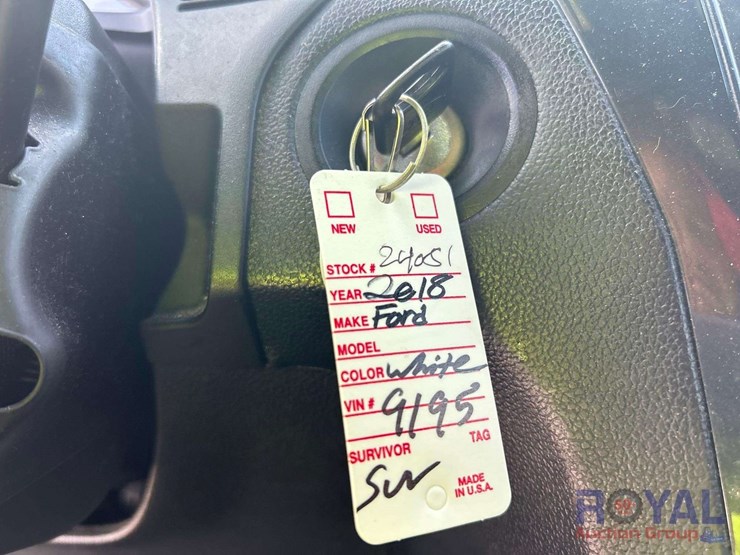 NEW USED
STOCK # 24051
YEAR 2018
MAKE Ford
MODEL
COLOR White
VIN # 9195
SURVIVOR TAG
MADE
IN U.S.A.
ROYAL
Auction Group